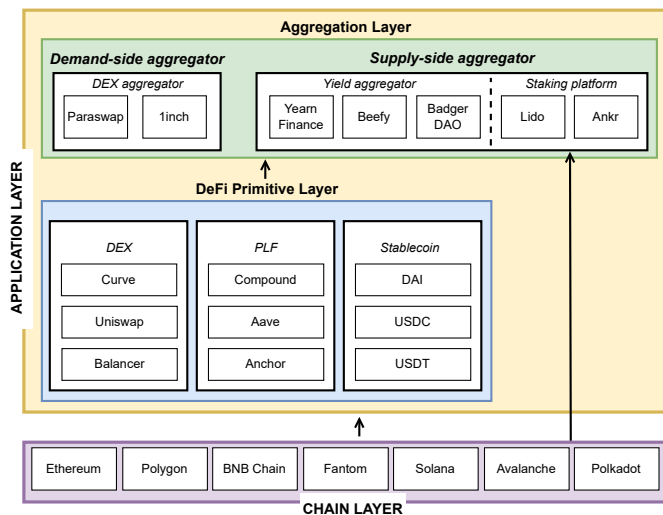 Aggregation Layer
Demand-side aggregator
Supply-side aggregator
DEX aggregator
Paraswap
1inch
Yield aggregator
Yearn
Finance
Beefy
Badger
DAO
Staking platform
Lido
Ankr
APPLICATION LAYER
DeFi Primitive Layer
DEX
Curve
Uniswap
Balancer
PLF
Compound
Aave
Anchor
Stablecoin
DAI
USDC
USDT
Ethereum
Polygon
BNB Chain
Fantom
Solana
Avalanche
Polkadot
CHAIN LAYER